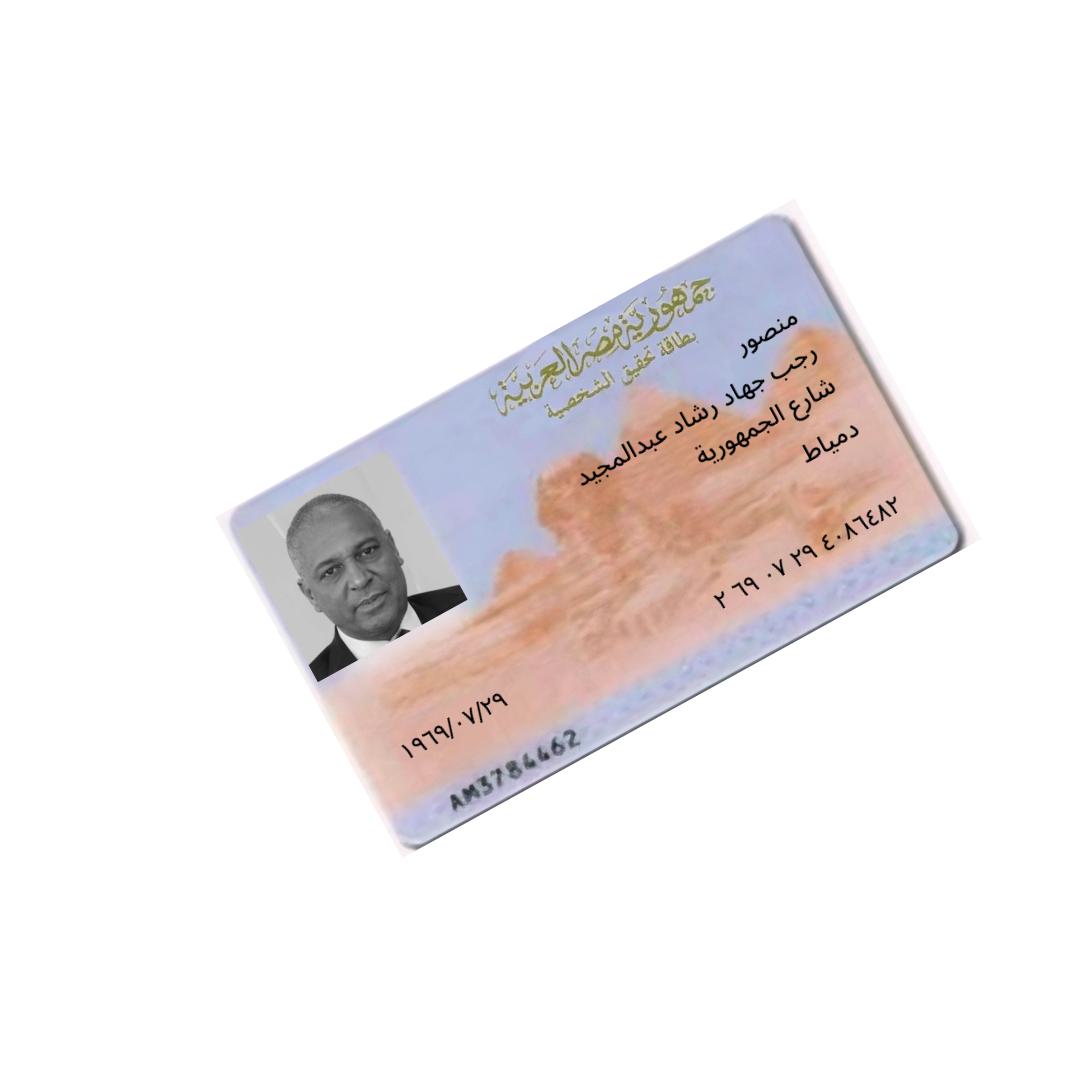 جمهورية مصر العربية
بطاقة تحقيق الشخصية
منصور
رجب جهاد رشاد عبدالمجيد
شارع الجمهورية
دمياط
٢ ٦٩ ٠٧ ٢٩ ٤٠٨٦٤٨٢
١٩٦٩/٠٧/٢٩
AM3784462